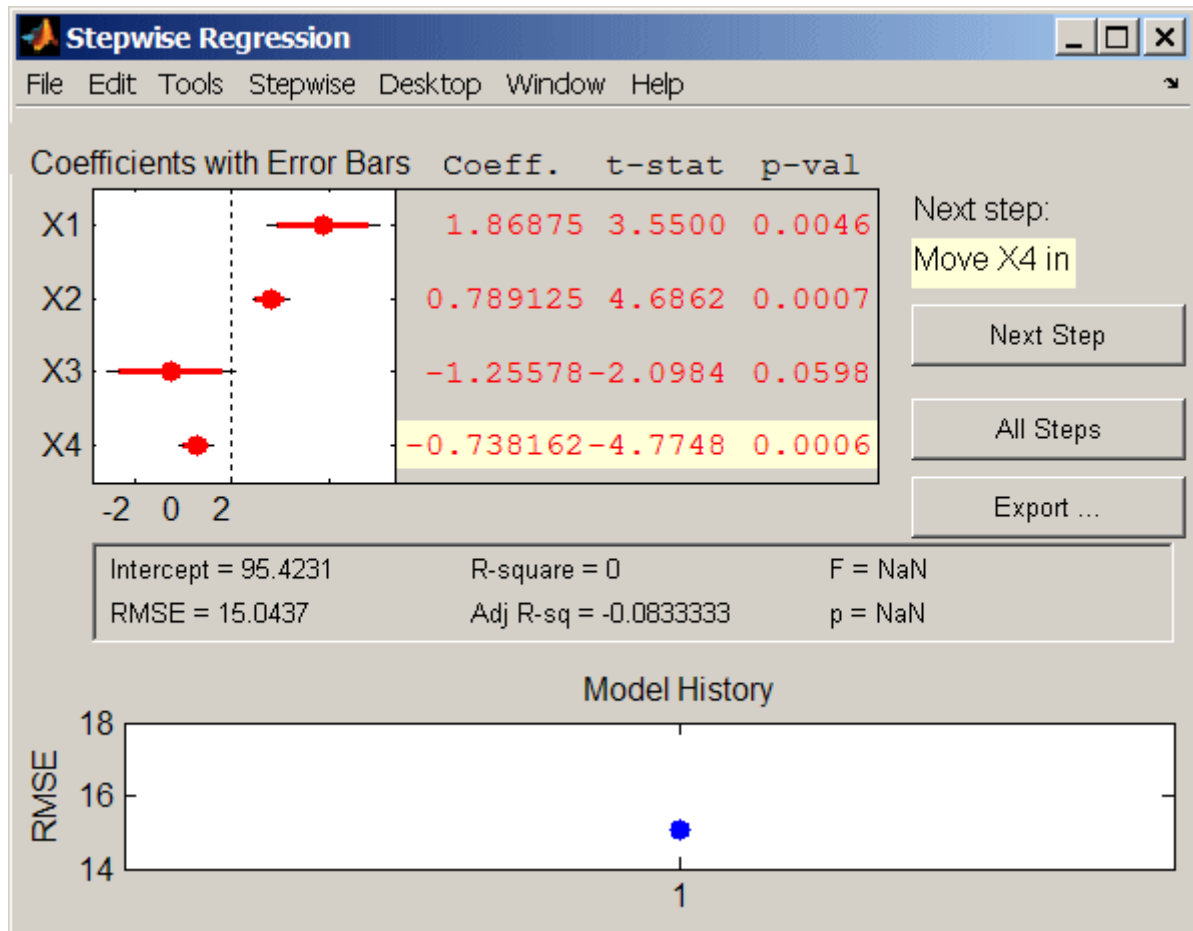 Stepwise Regression
File Edit Tools Stepwise Desktop Window Help
Coefficients with Error Bars Coeff. t-stat p-val
X1 1.86875 3.5500 0.0046
X2 0.789125 4.6862 0.0007
X3 -1.25578 -2.0984 0.0598
X4 -0.738162 -4.7748 0.0006
-2 0 2
Next step:
Move X4 in
Next Step
All Steps
Export ...
Intercept = 95.4231 R-square = 0 F = NaN
RMSE = 15.0437 Adj R-sq = -0.0833333 p = NaN
Model History
RMSE
18
16
14
1